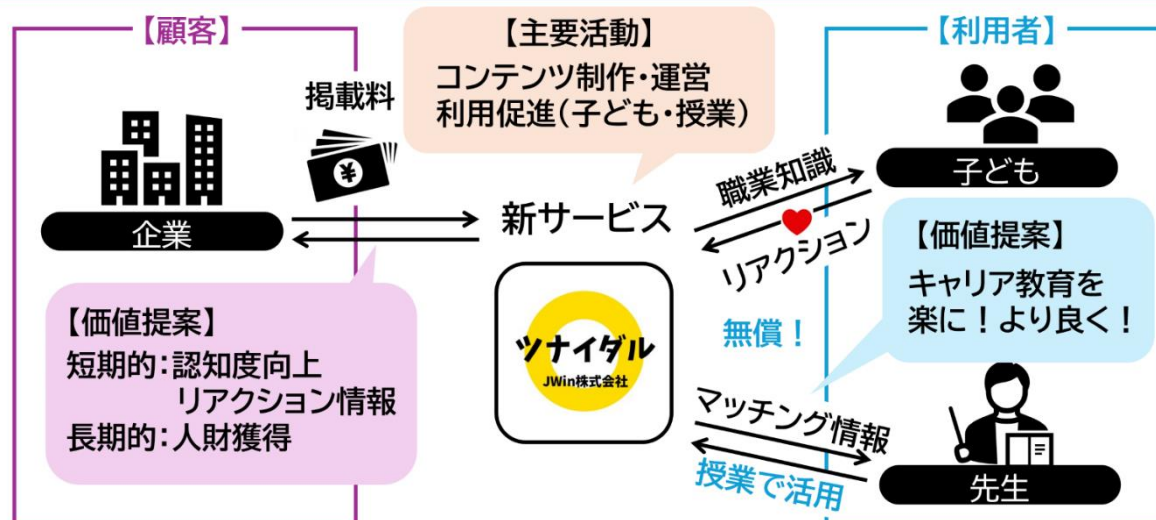 【顧客】
掲載料
¥
企業
【価値提案】
短期的：認知度向上
リアクション情報
長期的：人財獲得
【主要活動】
コンテンツ制作・運営
利用促進（子ども・授業）
新サービス
ツナイダル
JWin株式会社
職業知識
リアクション
無償！
マッチング情報
授業で活用
【利用者】
子ども
【価値提案】
キャリア教育を
楽に！より良く！
先生